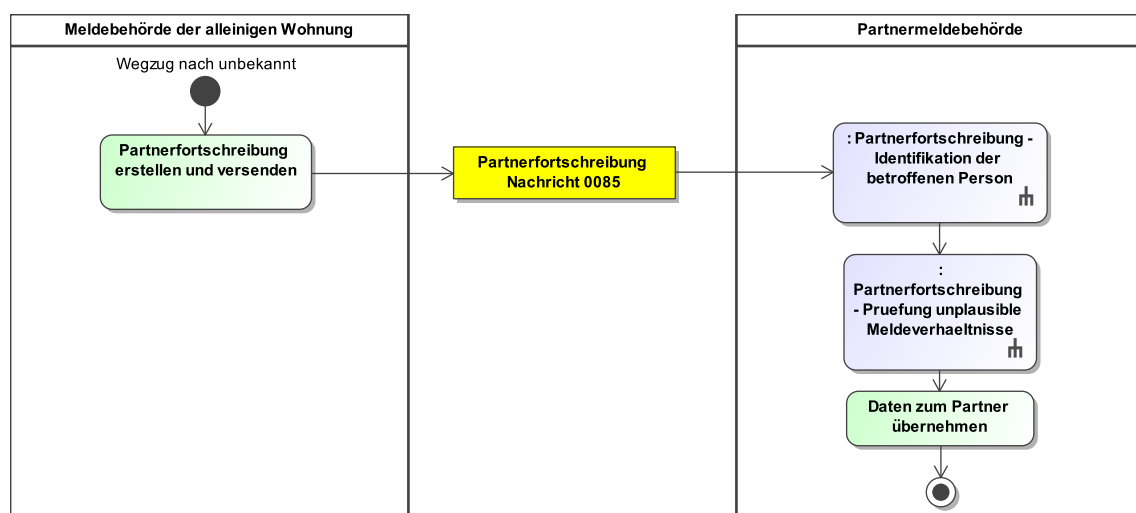 Meldebehörde der alleinigen Wohnung
Wegzug nach unbekannt
Partnerfortschreibung
erstellen und versenden
Partnerfortschreibung
Nachricht 0085
Partnermeldebehörde
: Partnerfortschreibung -
Identifikation der
betroffenen Person
:
Partnerfortschreibung
- Pruefung unplausible
Meldeverhaeltnisse
Daten zum Partner
übernehmen